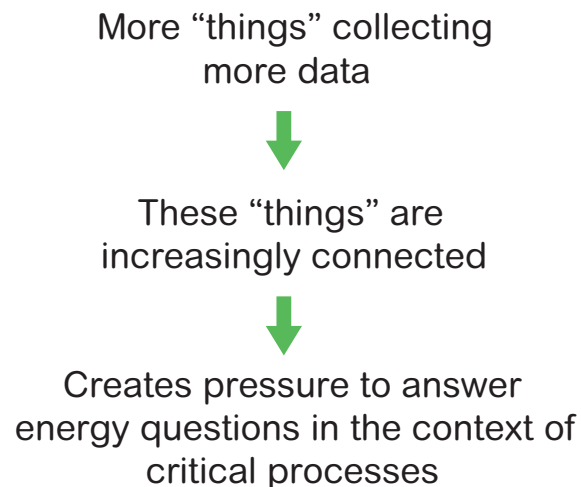 More “things” collecting
more data
These “things” are
increasingly connected
Creates pressure to answer
energy questions in the context of
critical processes